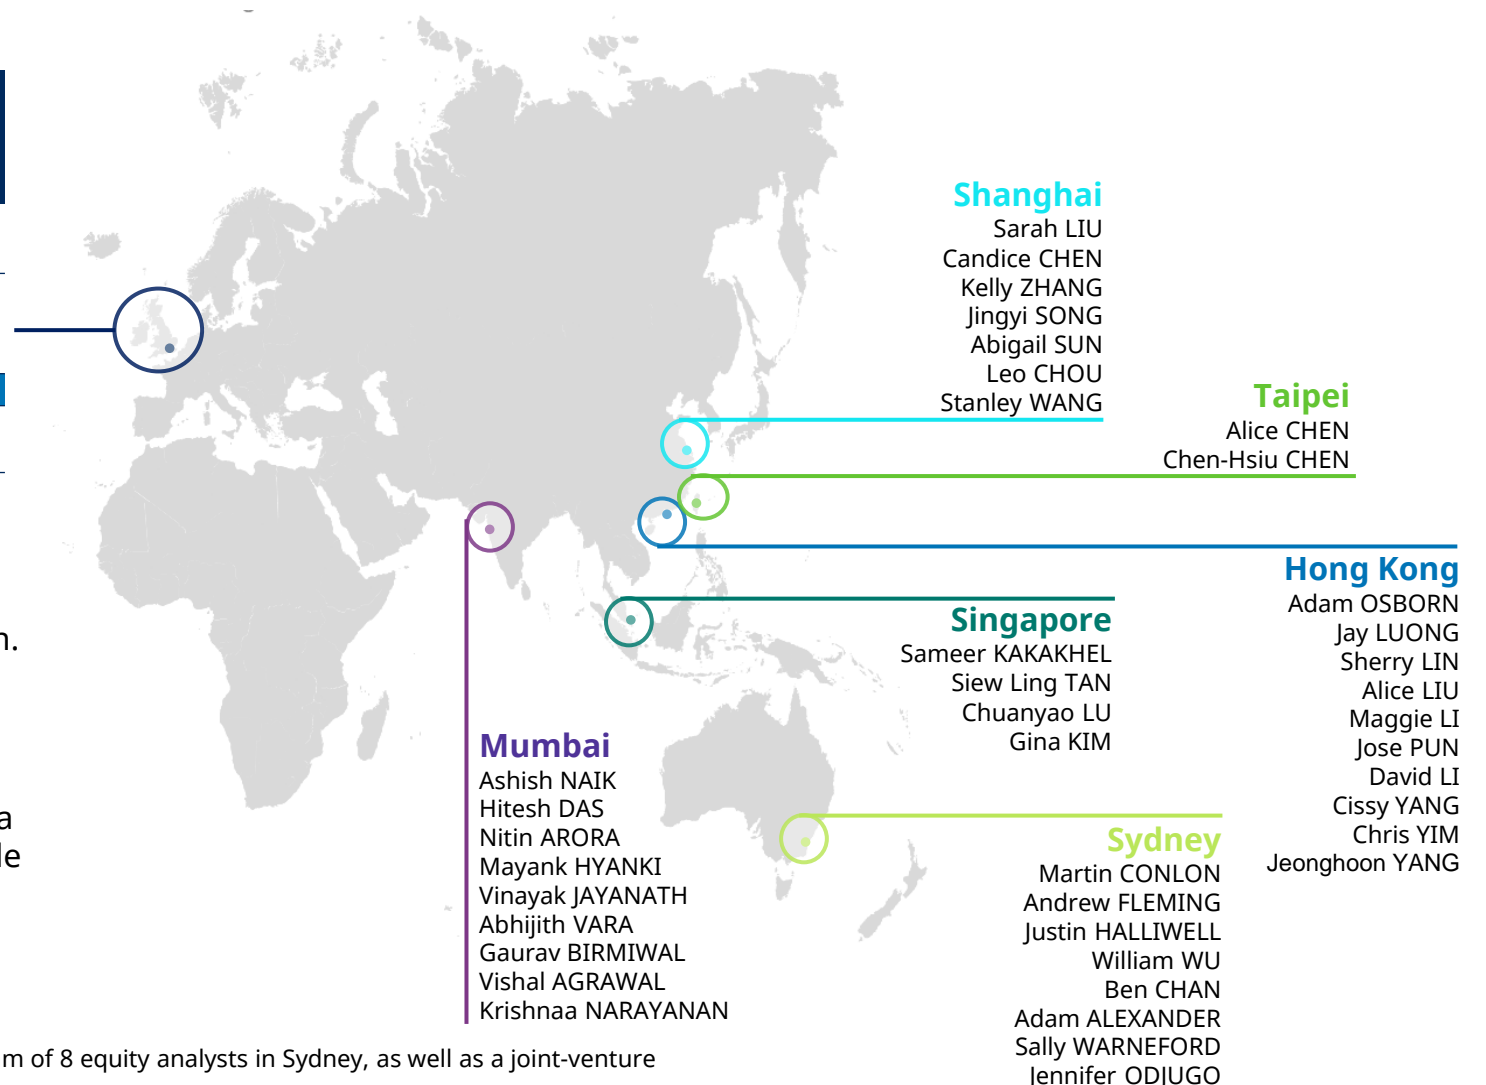 Shanghai
Sarah LIU
Candice CHEN
Kelly ZHANG
Jingyi SONG
Abigail SUN
Leo CHOU
Stanley WANG
Taipei
Alice CHEN
Chen-Hsiu CHEN
Hong Kong
Adam OSBORN
Jay LUONG
Sherry LIN
Alice LIU
Maggie LI
Jose PUN
David LI
Cissy YANG
Chris YIM
Jeonghoon YANG
Singapore
Sameer KAKAKHEL
Siew Ling TAN
Chuanyao LU
Gina KIM
Mumbai
Ashish NAIK
Hitesh DAS
Nitin ARORA
Mayank HYANKI
Vinayak JAYANATH
Abhijith VARA
Gaurav BIRMIWAL
Vishal AGRAWAL
Krishnaa NARAYANAN
Sydney
Martin CONLON
Andrew FLEMING
Justin HALLIWELL
William WU
Ben CHAN
Adam ALEXANDER
Sally WARNEFORD
Jennifer ODJUGO
of 8 equity analysts in Sydney, as well as a joint-venture